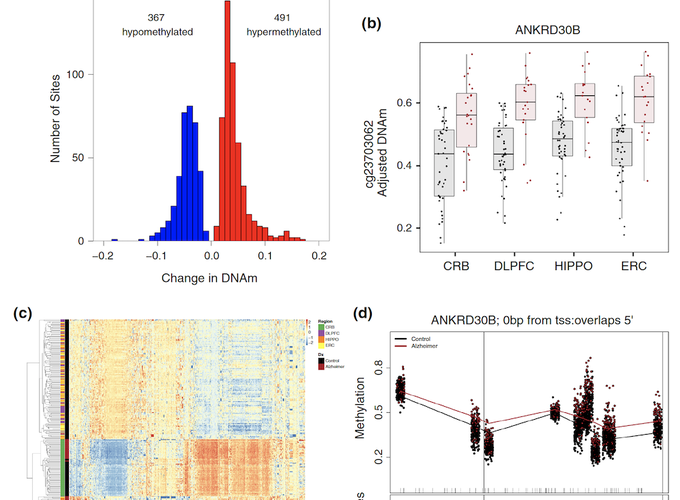 367
hypomethylated
491
hypermethylated
Number of Sites
100
50
0
−0.2
−0.1
0.0
0.1
0.2
Change in DNAm
(b)
ANKRD30B
cg23703062
Adjusted DNAm
0.6
0.4
0.2
CRB
DLPFC
HIPPO
ERC
(c)
Region
CRB
DLPFC
HIPPO
ERC
Dx
Control
Alzheimer
(d)
ANKRD30B; 0bp from tss:overlaps 5'
Control
Alzheimer
Methylation
0.8
0.5
0.2